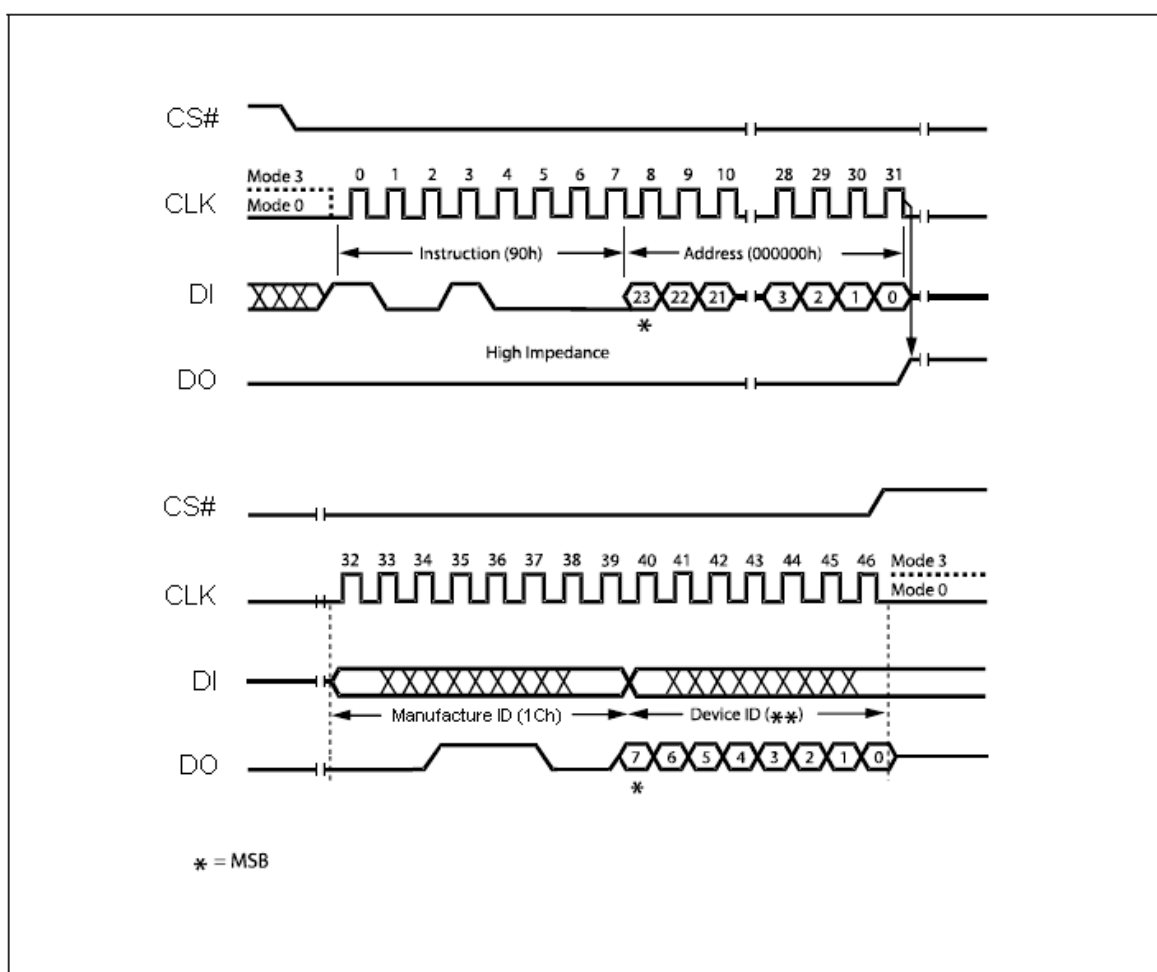 CS#
Mode 3
0 1 2 3 4 5 6 7 8 9 10 28 29 30 31
CLK
Mode 0
Instruction (90h) Address (000000h)
DI
23 22 21 3 2 1 0
*
High Impedance
DO
CS#
32 33 34 35 36 37 38 39 40 41 42 43 44 45 46
Mode 3
CLK
Mode 0
DI
Manufacture ID (1Ch) Device ID (**)
DO
7 6 5 4 3 2 1 0
*
* = MSB